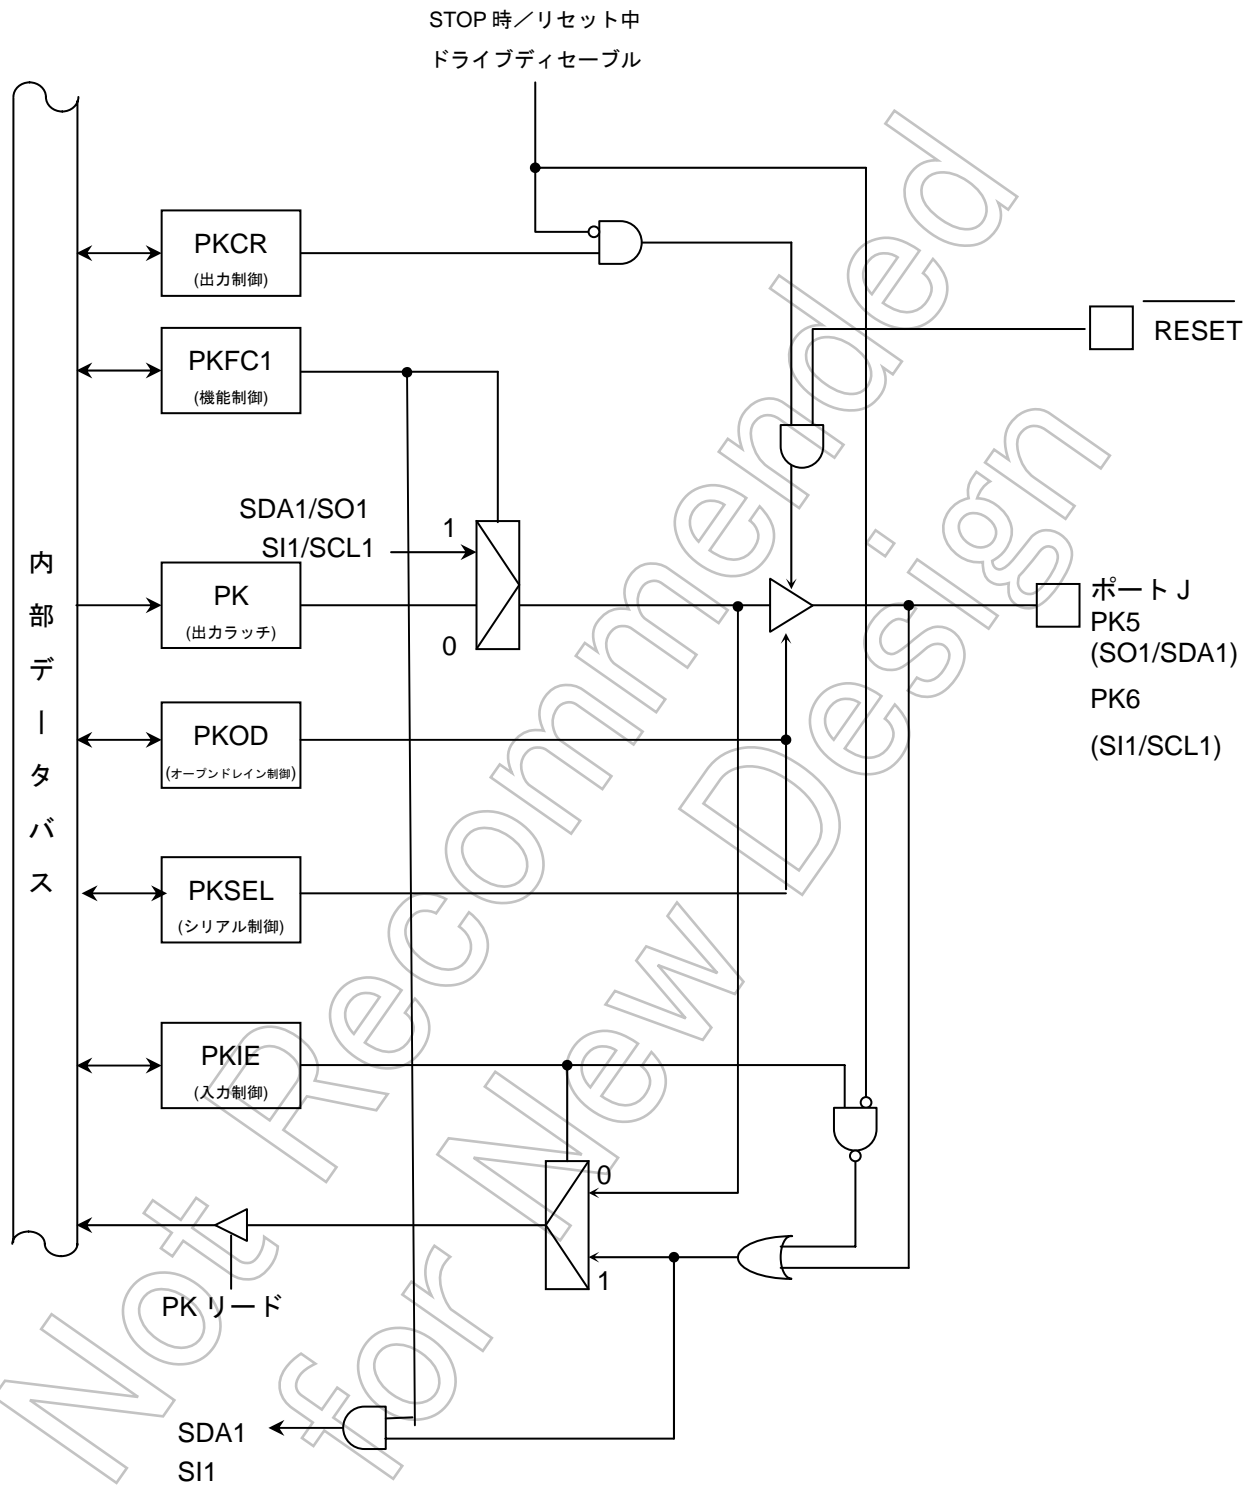 STOP 時／リセット中
ドライブディセーブル
PKCR
(出力制御)
RESET
PKFC1
(機能制御)
SDA1/SO1
1
SI1/SCL1
内部データバス
PK
(出力ラッチ)
0
ポート J
PK5
(SO1/SDA1)
PK6
(SI1/SCL1)
PKOD
(オープンドレイン制御)
PKSEL
(シリアル制御)
PKIE
(入力制御)
0
1
PK リード
SDA1
SI1
Not Recommended
for New Design